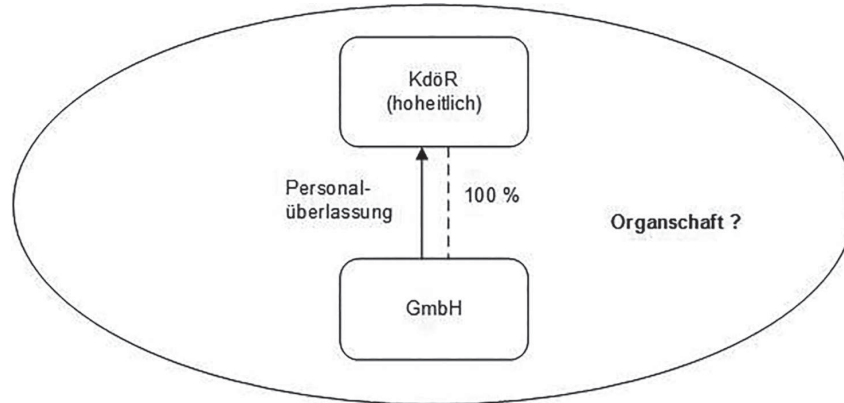 KdöR
(hoheitlich)
Personal-
überlassung
100 %
Organschaft ?
GmbH